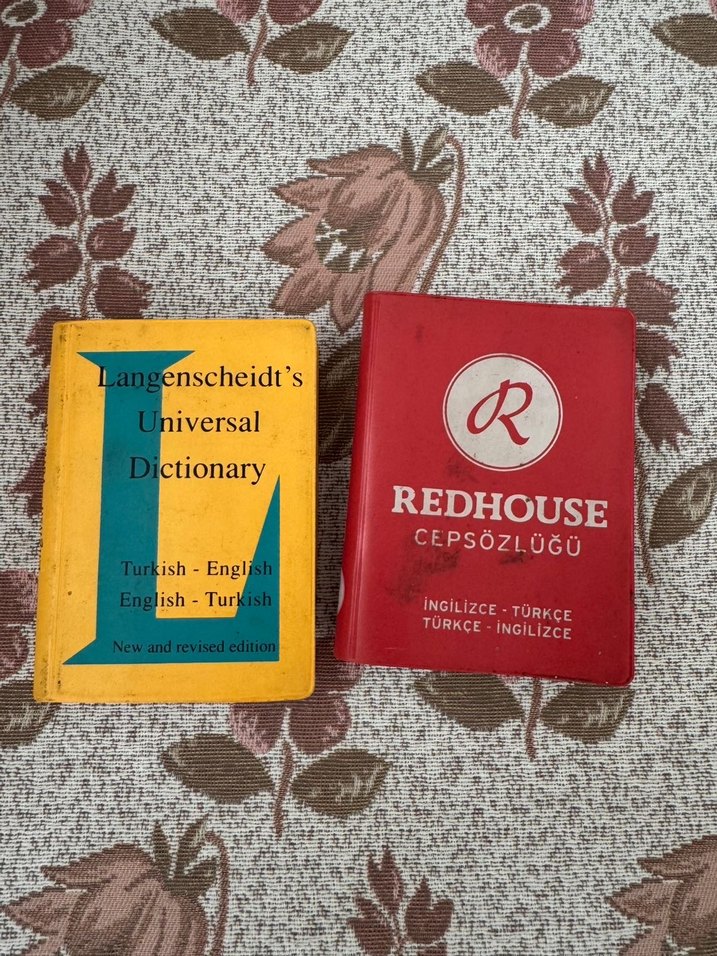 Langenscheidt's
Universal
Dictionary
Turkish - English
English - Turkish
New and revised edition
R
REDHOUSE
CEPSÖZLÜĞÜ
İNGİLİZCE - TÜRKÇE
TÜRKÇE - İNGİLİZCE